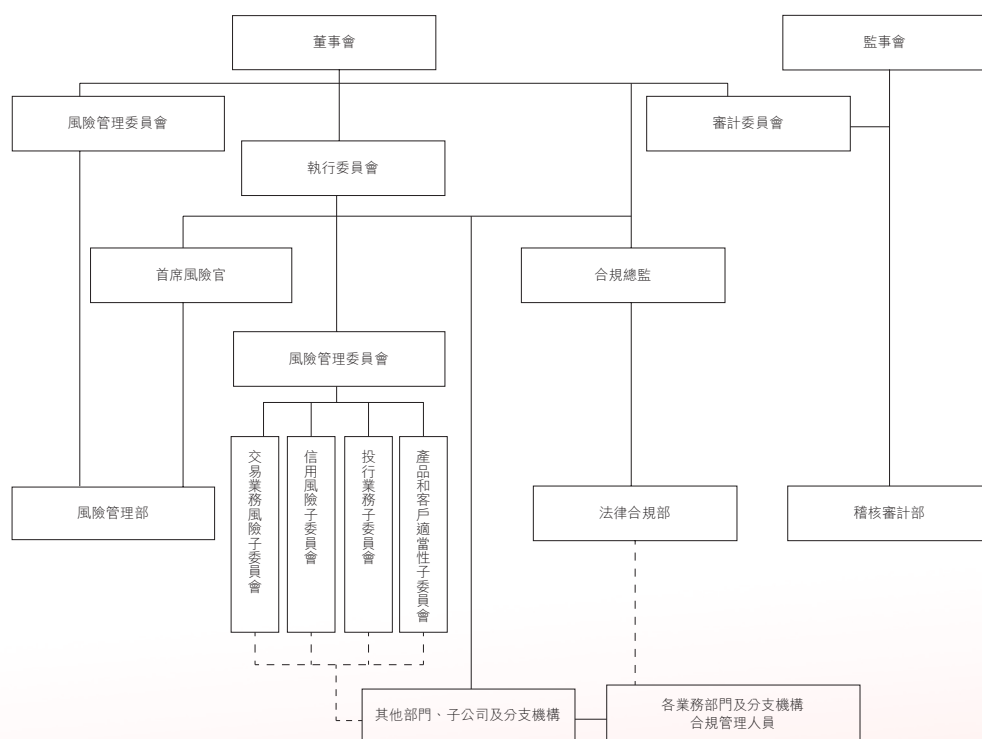 董事會
監事會
風險管理委員會
審計委員會
執行委員會
首席風險官
合規總監
風險管理委員會
交易業務風險子委員會
信用風險子委員會
投行業務子委員會
產品和客戶適當性子委員會
風險管理部
法律合規部
稽核審計部
其他部門、子公司及分支機構
各業務部門及分支機構
合規管理人員